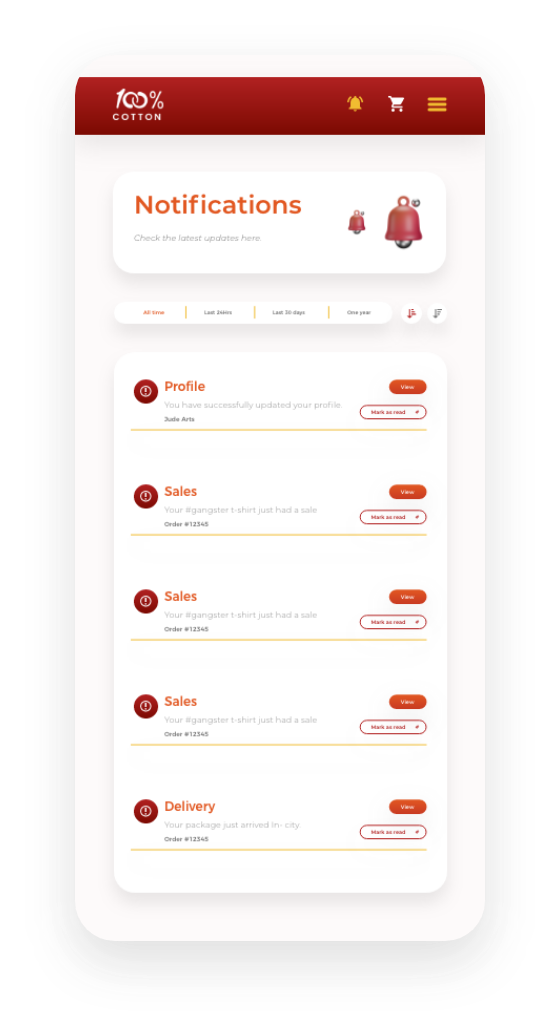 100%
COTTON
Notifications
Check the latest updates here
All time
Last 24Hrs
Last 30 days
One year
Profile
View
You have successfully updated your profile.
Mark as read
Jude Arts
Sales
View
Your #gangster t-shirt just had a sale
Mark as read
Order #12345
Sales
View
Your #gangster t-shirt just had a sale
Mark as read
Order #12345
Sales
View
Your #gangster t-shirt just had a sale
Mark as read
Order #12345
Delivery
View
Your package just arrived in- city.
Mark as read
Order #12345